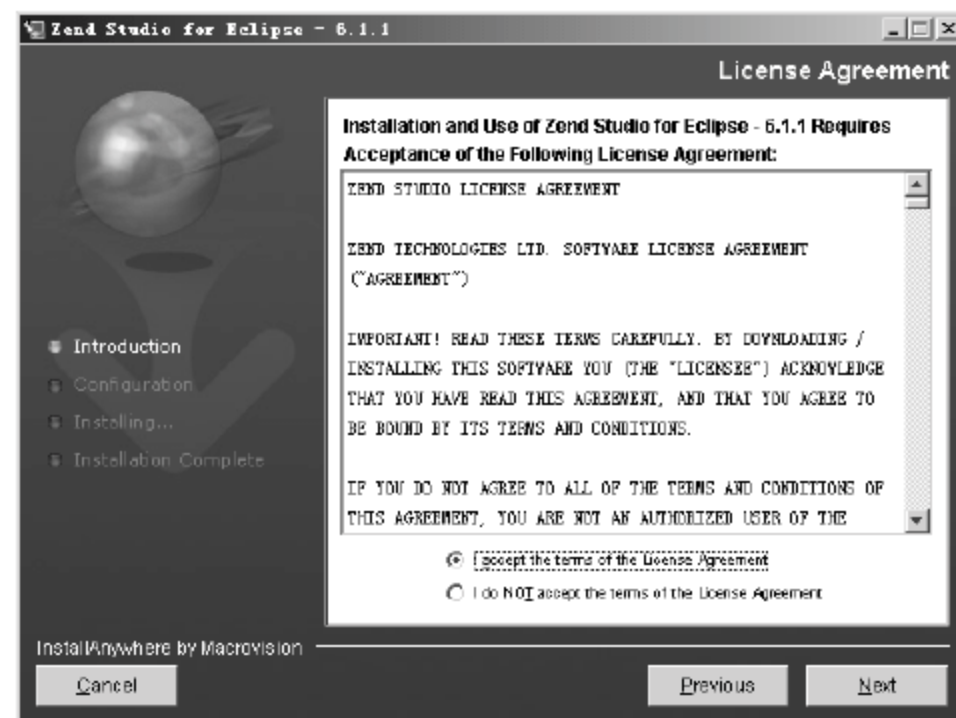 Zend Studio for Eclipse - 6.1.1
License Agreement
Installation and Use of Zend Studio for Eclipse - 6.1.1 Requires
Acceptance of the Following License Agreement:
ZEND STUDIO LICENSE AGREEMENT
ZEND TECHNOLOGIES LTD. SOFTWARE LICENSE AGREEMENT
("AGREEMENT")
IMPORTANT! READ THESE TERMS CAREFULLY. BY DOWNLOADING /
INSTALLING THIS SOFTWARE YOU (THE "LICENSEE") ACKNOWLEDGE
THAT YOU HAVE READ THIS AGREEMENT, AND THAT YOU AGREE TO
BE BOUND BY ITS TERMS AND CONDITIONS.
IF YOU DO NOT AGREE TO ALL OF THE TERMS AND CONDITIONS OF
THIS AGREEMENT, YOU ARE NOT AN AUTHORIZED USER OF THE
I accept the terms of the License Agreement
I do NOT accept the terms of the License Agreement
Introduction
Configuration
Installing...
Installation Complete
InstallAnywhere by Macrovision
Cancel
Previous
Next